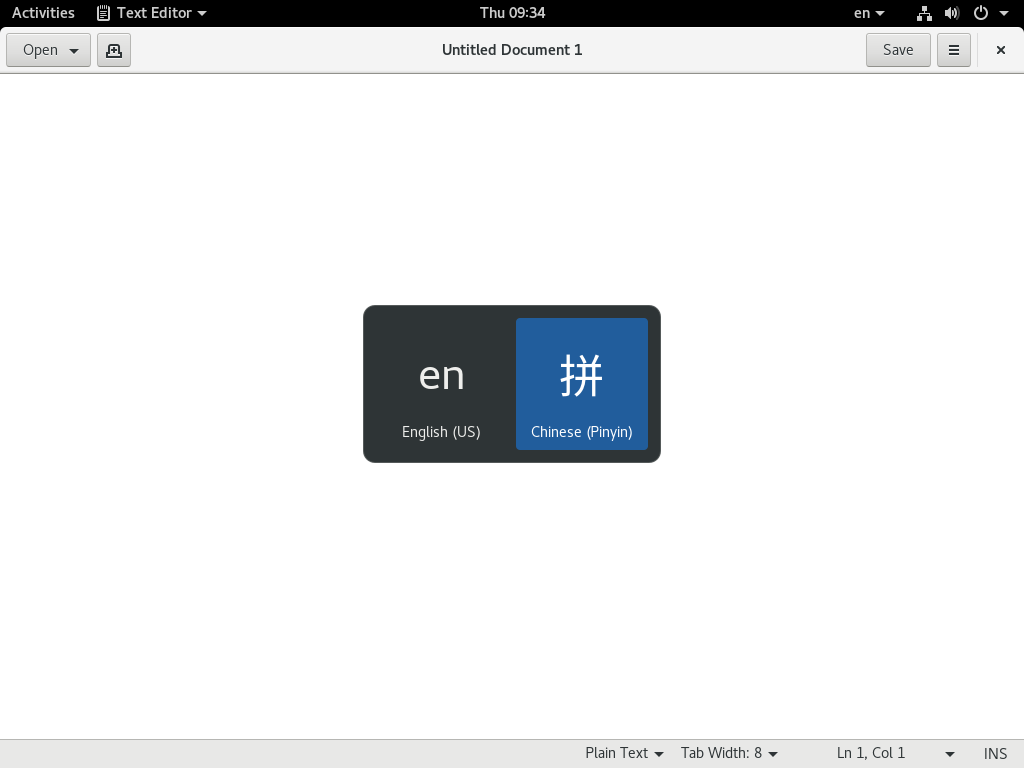 Activities Text Editor Thu 09:34 en
Open Untitled Document 1 Save
en 拼
English (US) Chinese (Pinyin)
Plain Text Tab Width: 8 Ln 1, Col 1 INS